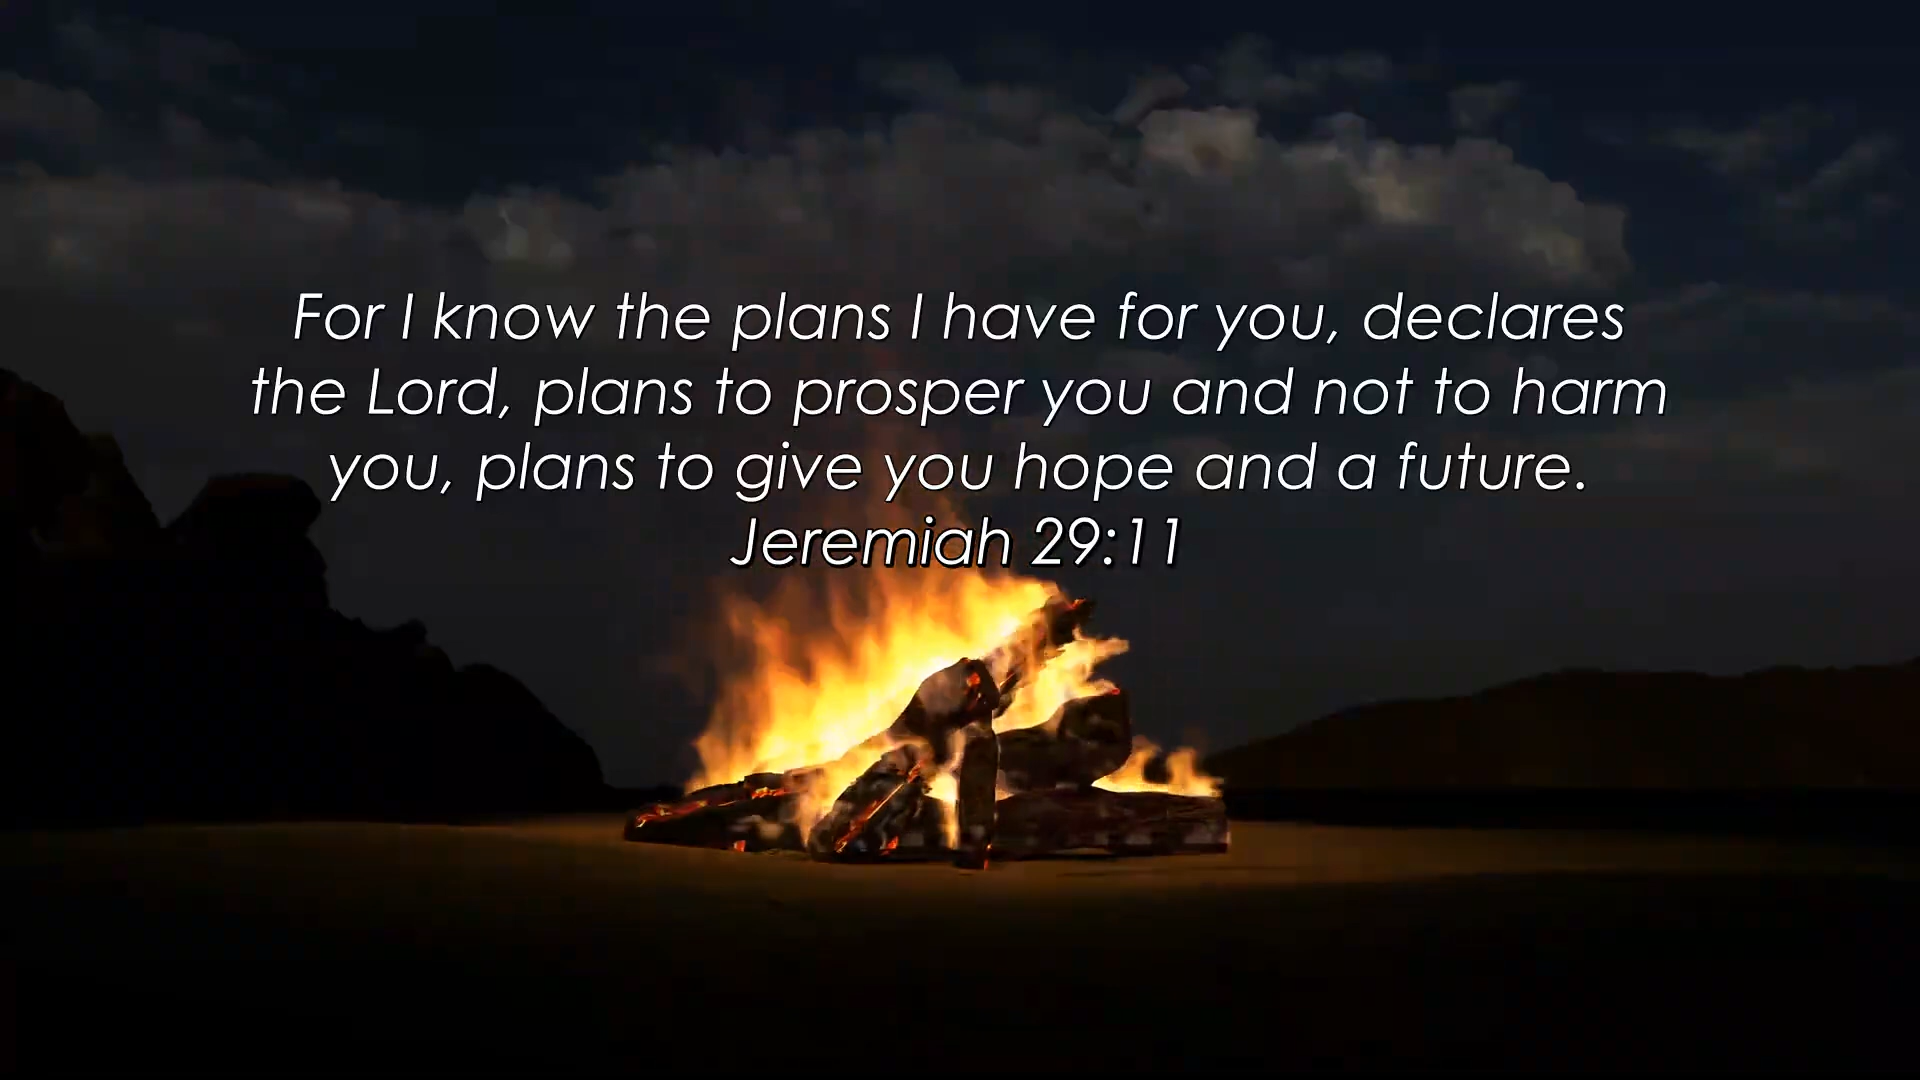 For I know the plans I have for you, declares
the Lord, plans to prosper you and not to harm
you, plans to give you hope and a future.
Jeremiah 29:11